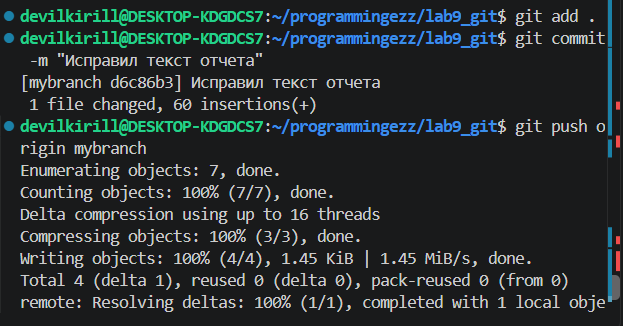 devilkirill@DESKTOP-KDGDCS7:~/programmingezz/lab9_git$ git add .
devilkirill@DESKTOP-KDGDCS7:~/programmingezz/lab9_git$ git commit
-m "Исправил текст отчета"
[mybranch d6c86b3] Исправил текст отчета
1 file changed, 60 insertions(+)
devilkirill@DESKTOP-KDGDCS7:~/programmingezz/lab9_git$ git push o
rigin mybranch
Enumerating objects: 7, done.
Counting objects: 100% (7/7), done.
Delta compression using up to 16 threads
Compressing objects: 100% (3/3), done.
Writing objects: 100% (4/4), 1.45 KiB | 1.45 MiB/s, done.
Total 4 (delta 1), reused 0 (delta 0), pack-reused 0 (from 0)
remote: Resolving deltas: 100% (1/1), completed with 1 local obje